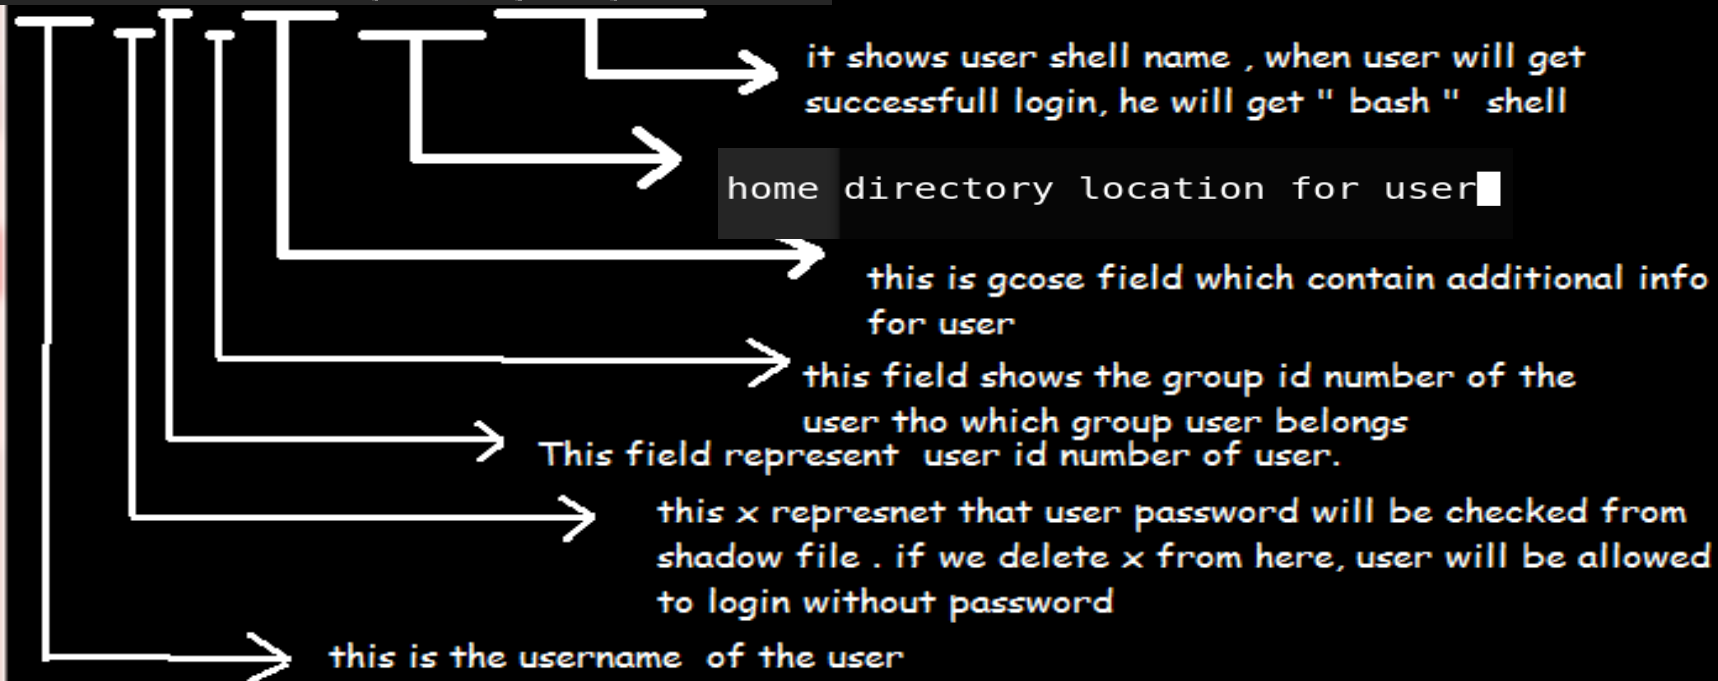 it shows user shell name , when user will get
successfull login, he will get " bash "  shell
home directory location for user
this is gcose field which contain additional info
for user
this field shows the group id number of the
user tho which group user belongs
This field represent  user id number of user.
this x represnet that user password will be checked from
shadow file . if we delete x from here, user will be allowed
to login without password
this is the username  of the user